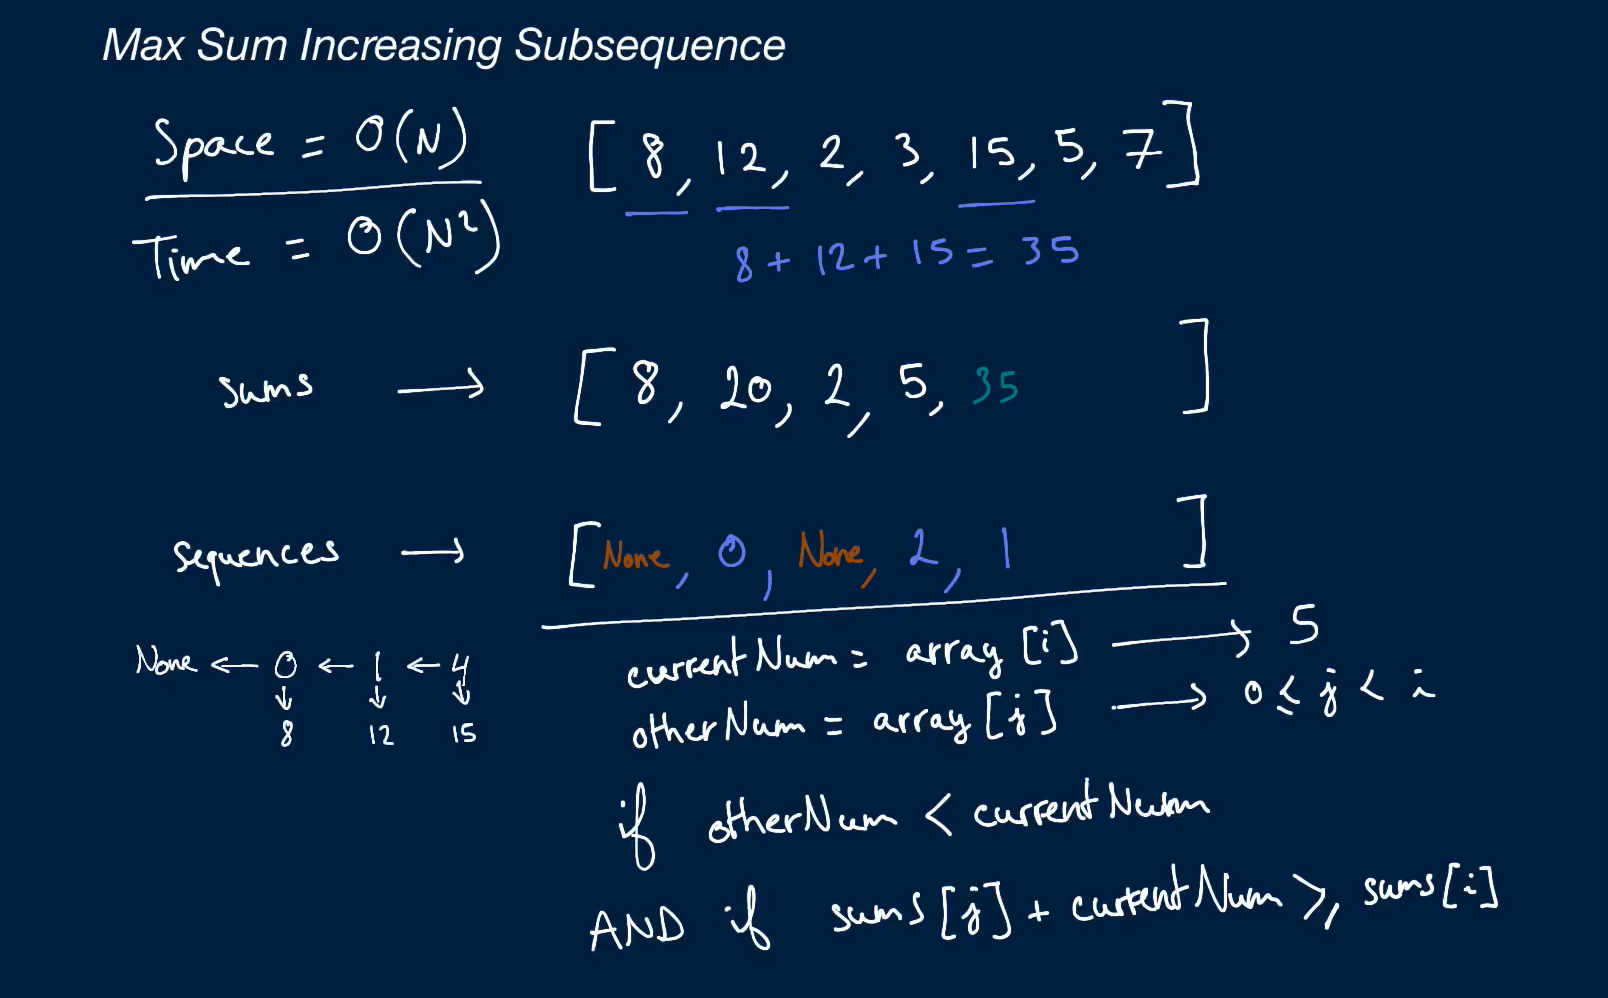 Max Sum Increasing Subsequence
Space = O(N)
Time = O(N²)
[ 8, 12, 2, 3, 15, 5, 7 ]
8 + 12 + 15 = 35
sums → [ 8, 20, 2, 5, 35 ]
sequences → [ None, 0, None, 2, 1 ]
None ← 0 ← 1 ← 4
↓ ↓ ↓
8 12 15
currentNum = array [i] → 5
otherNum = array [j] → 0 ≤ j < i
if otherNum < currentNum
AND if sums [j] + currentNum >, sums [i]